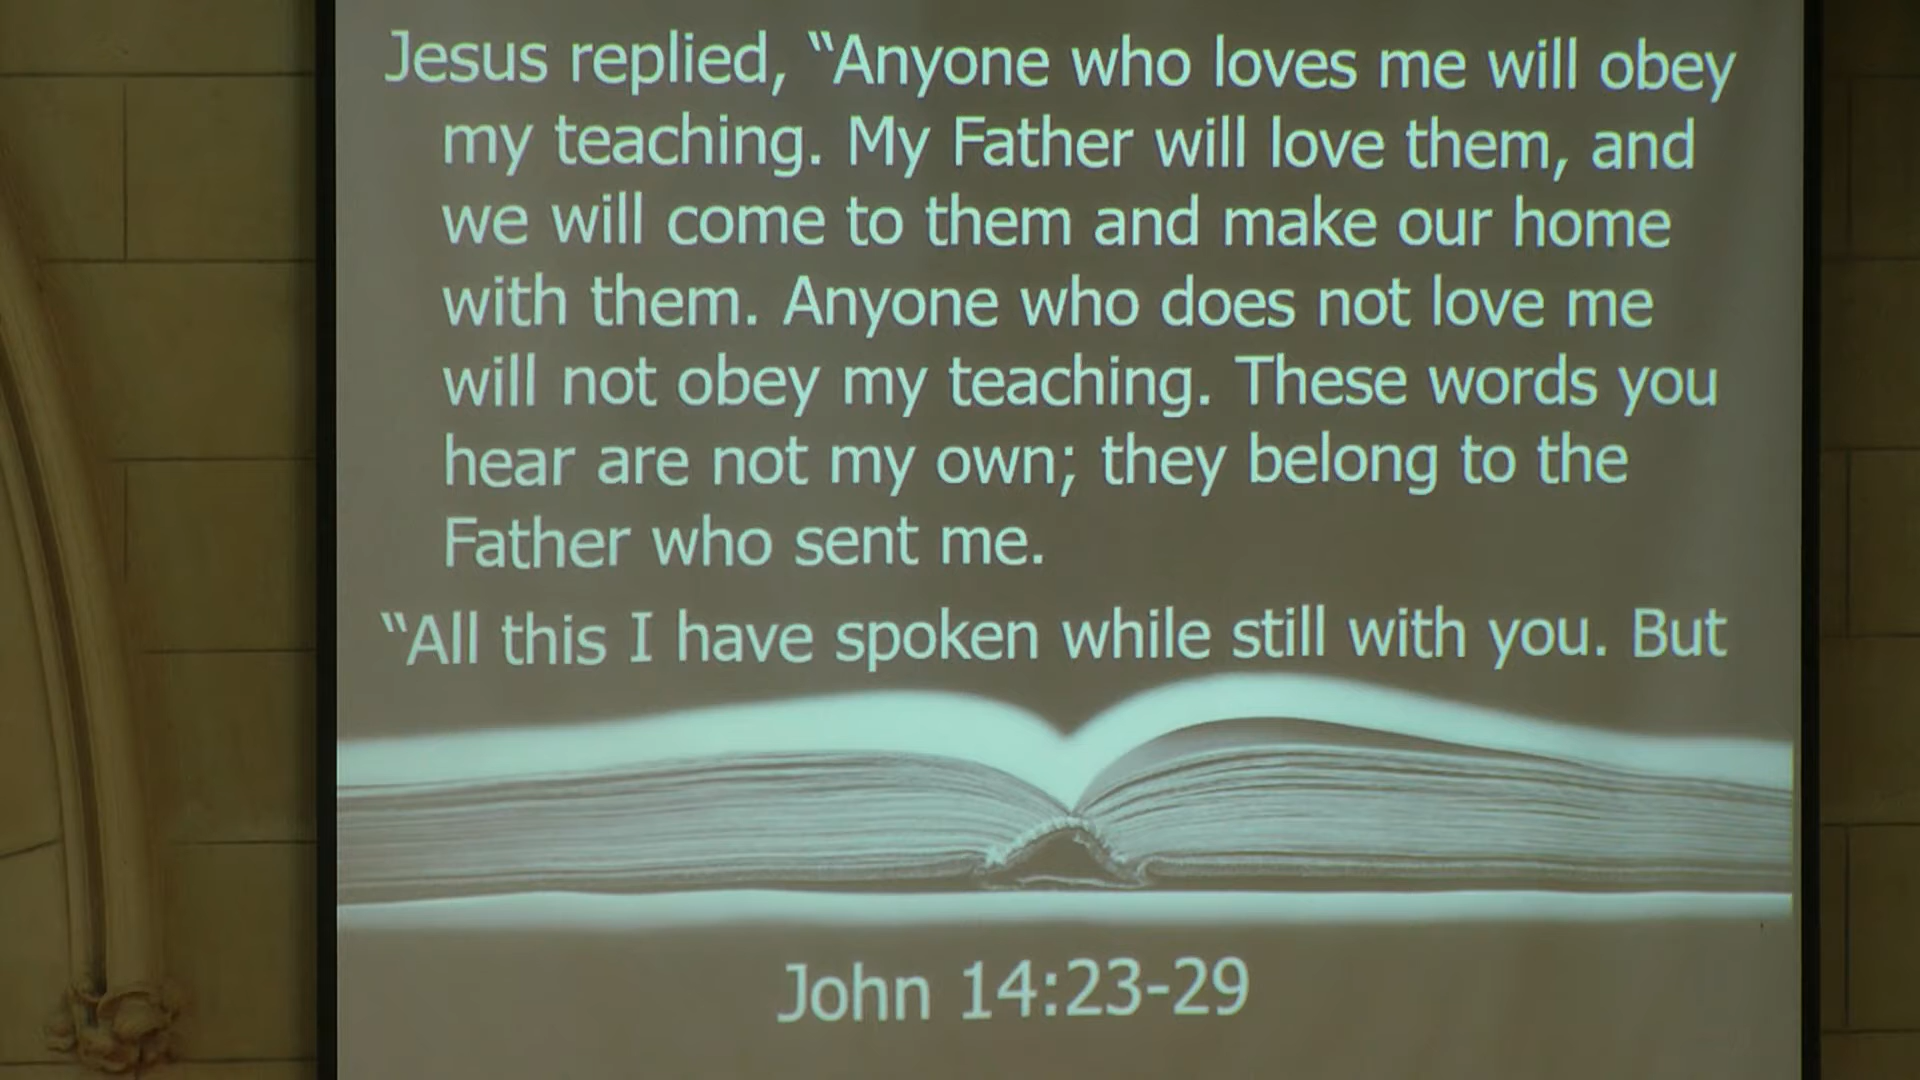 Jesus replied, “Anyone who loves me will obey
my teaching. My Father will love them, and
we will come to them and make our home
with them. Anyone who does not love me
will not obey my teaching. These words you
hear are not my own; they belong to the
Father who sent me.
“All this I have spoken while still with you. But
John 14:23-29